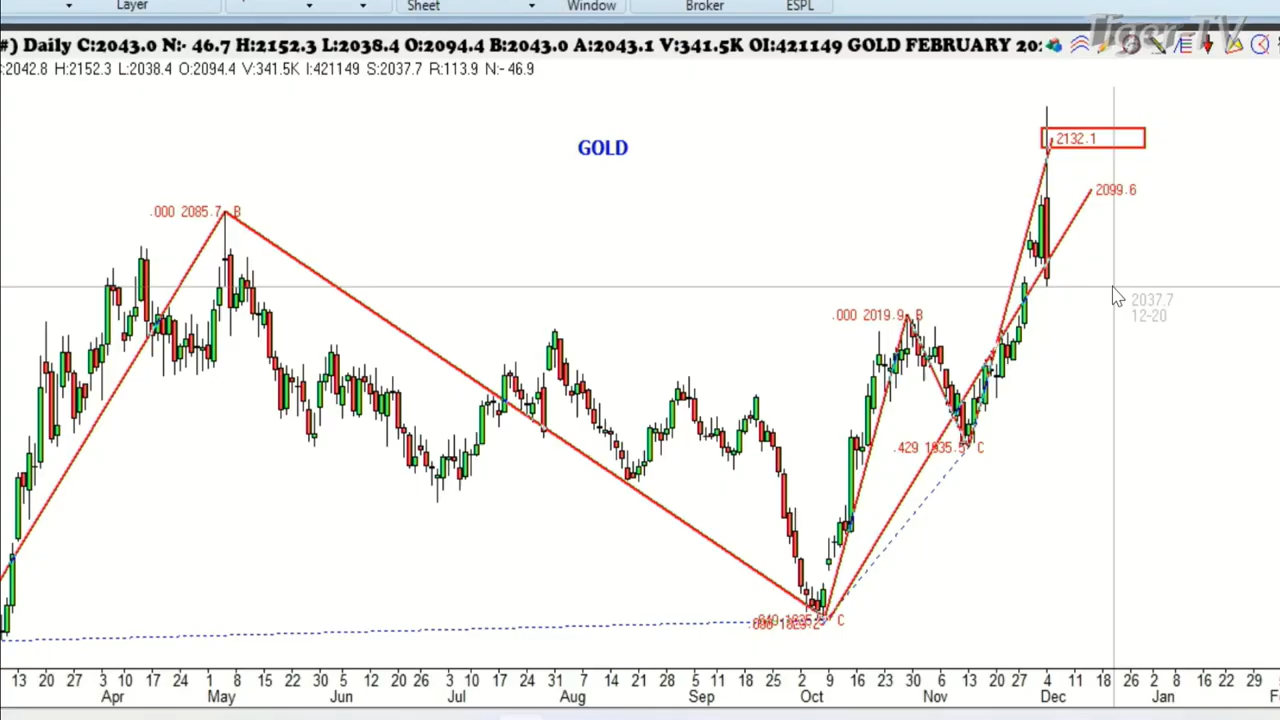 Layer Sheet Window Broker ESPL
Tiger-TV
#) Daily C:2043.0 N:- 46.7 H:2152.3 L:2038.4 O:2094.4 B:2043.0 A:2043.1 V:341.5K OI:421149 GOLD FEBRUARY
:2042.8 H:2152.3 L:2038.4 O:2094.4 V:341.5K I:421149 S:2037.7 R:113.9 N:-46.9
GOLD
2132.1
2099.6
.000 2085.7 B
2037.7
12-20
.000 2019.9 B
.429 1935.5 C
C
13 20 27 3 10 17 24 1 8 15 22 30 5 12 20 26 3 10 17 24 31 7 14 21 28 5 11 18 25 2 9 16 23 30 6 13 20 27 4 11 18 26 2 8 16 22 29
Apr May Jun Jul Aug Sep Oct Nov Dec Jan